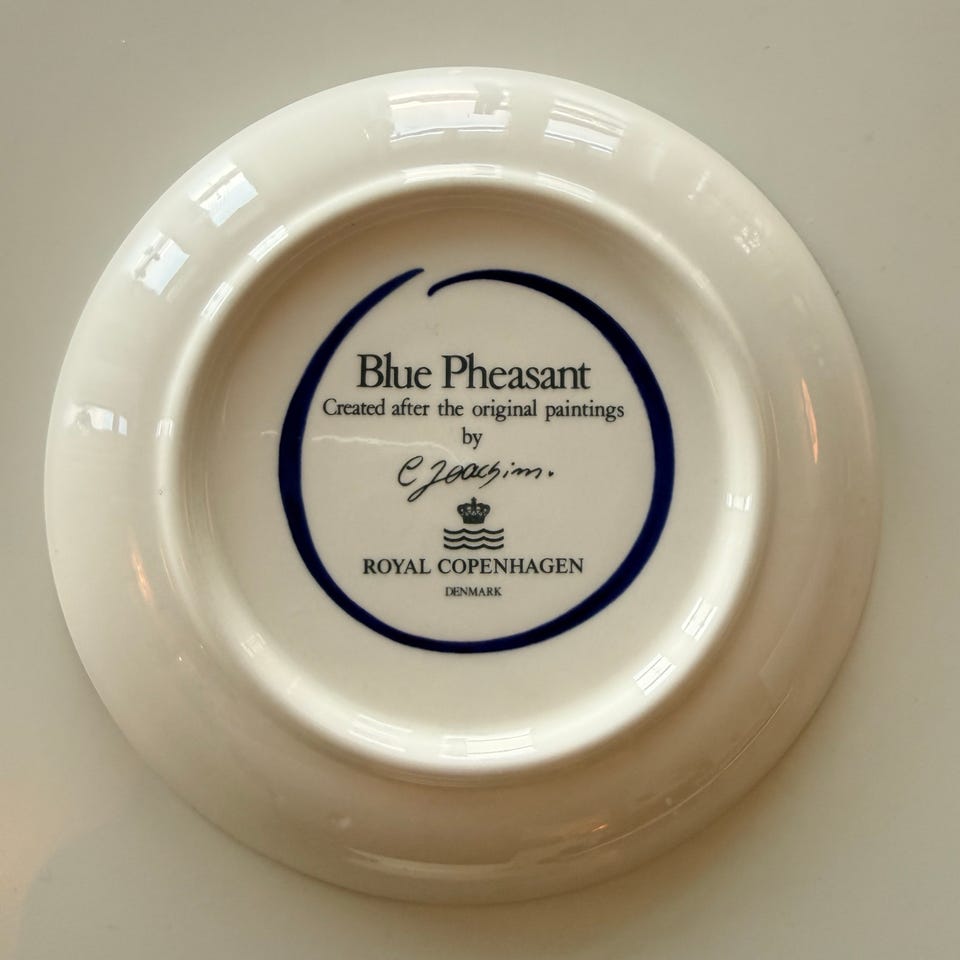 Blue Pheasant
Created after the original paintings
by
C Joachim.
ROYAL COPENHAGEN
DENMARK